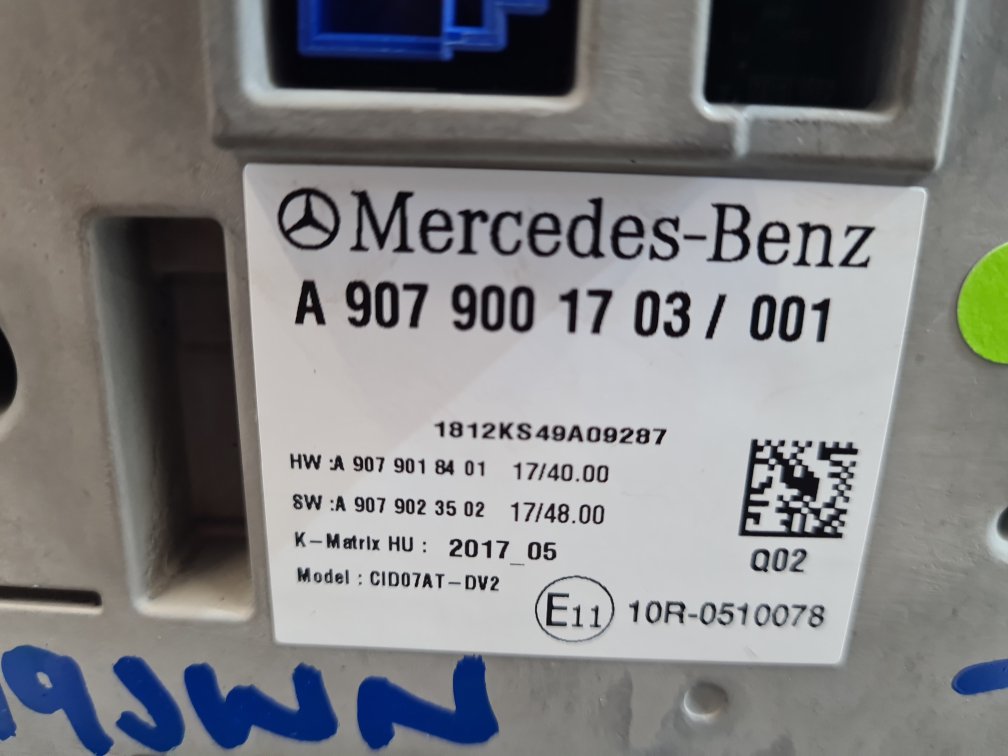 Mercedes-Benz
A 907 900 17 03 / 001
1812KS49A09287
HW :A 907 901 84 01 17/40.00
SW :A 907 902 35 02 17/48.00
K-Matrix HU : 2017_05
Q02
Model : CID07AT-DV2
E11 10R-0510078